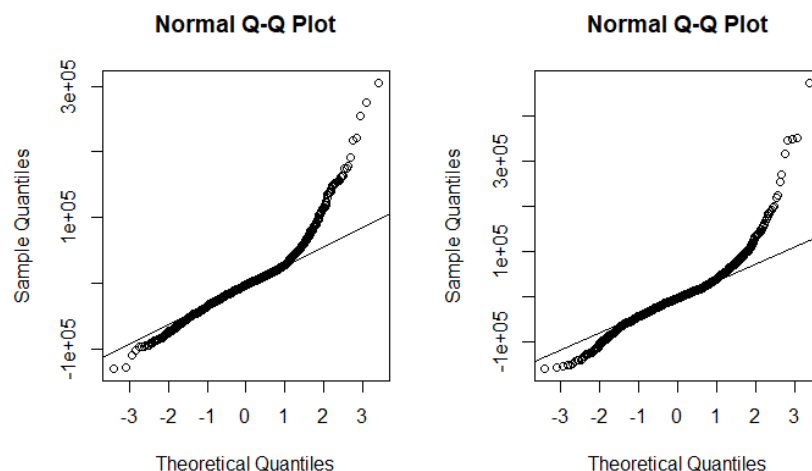 Normal Q-Q Plot
Sample Quantiles
3e+05
1e+05
-1e+05
-3
-2
-1
0
1
2
3
Theoretical Quantiles
Normal Q-Q Plot
Sample Quantiles
3e+05
1e+05
-1e+05
-3
-2
-1
0
1
2
3
Theoretical Quantiles